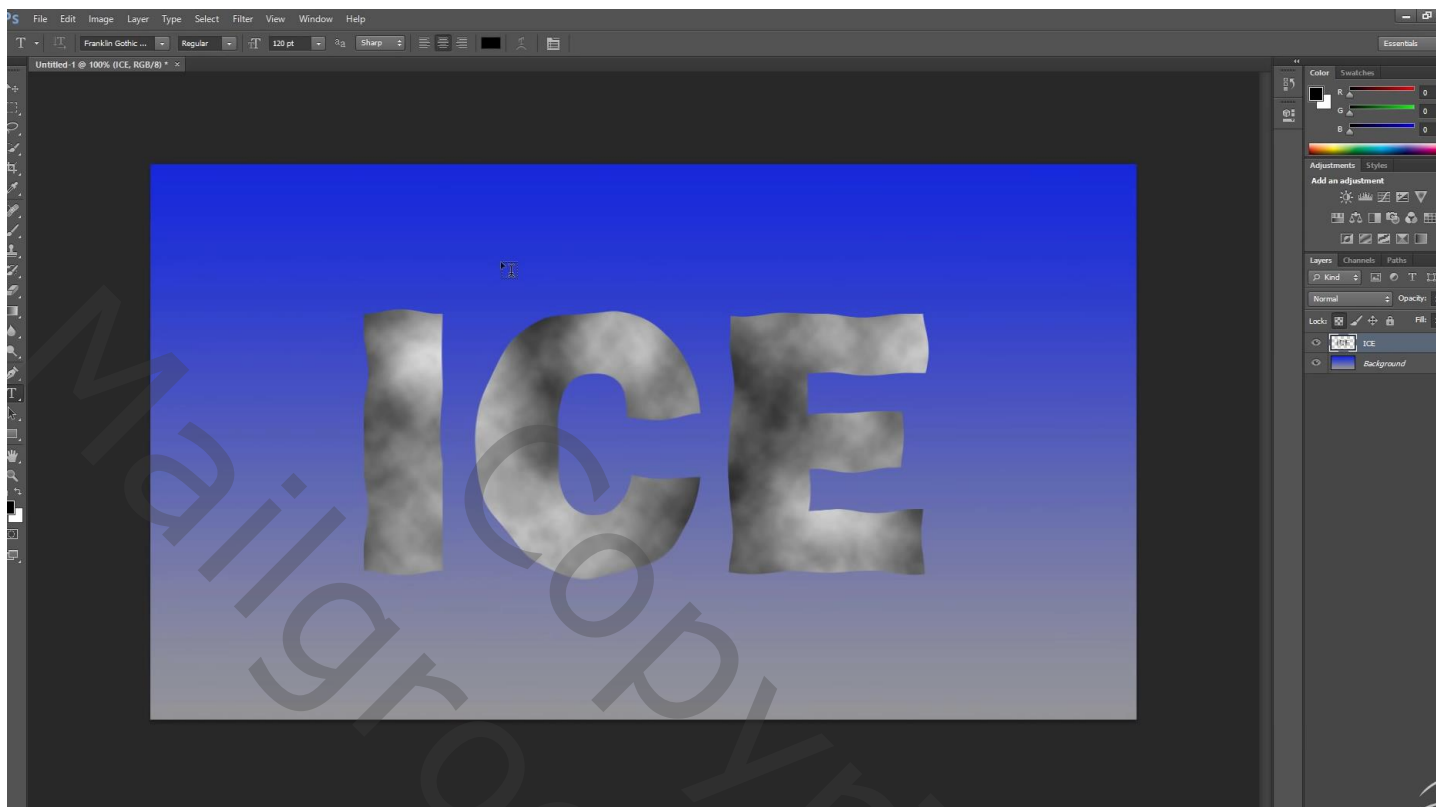 Ps File Edit Image Layer Type Select Filter View Window Help
T Franklin Gothic ... Regular 120 pt Sharp Essentials
Untitled-1 @ 100% (ICE, RGB/8) * ×
Color Swatches
R 0
G 0
B 0
Adjustments Styles
Add an adjustment
Layers Channels Paths
Kind
Normal Opacity:
Lock: Fill:
ICE
Background
ICE